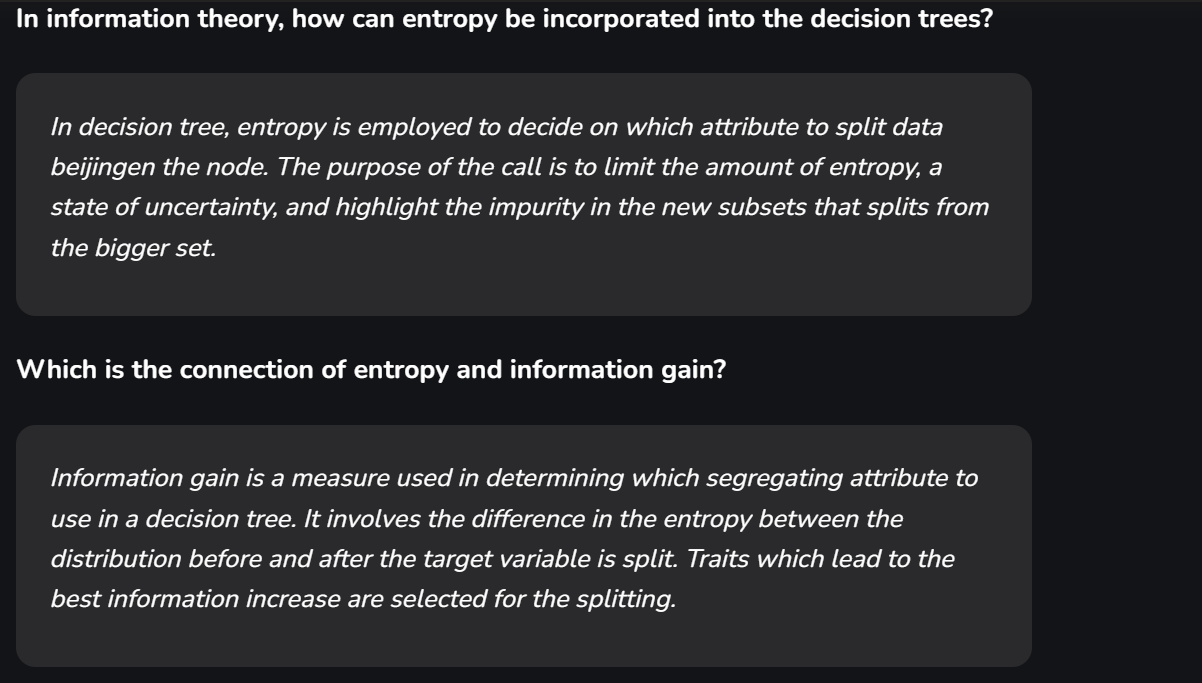 In information theory, how can entropy be incorporated into the decision trees?
In decision tree, entropy is employed to decide on which attribute to split data
beijingen the node. The purpose of the call is to limit the amount of entropy, a
state of uncertainty, and highlight the impurity in the new subsets that splits from
the bigger set.
Which is the connection of entropy and information gain?
Information gain is a measure used in determining which segregating attribute to
use in a decision tree. It involves the difference in the entropy between the
distribution before and after the target variable is split. Traits which lead to the
best information increase are selected for the splitting.